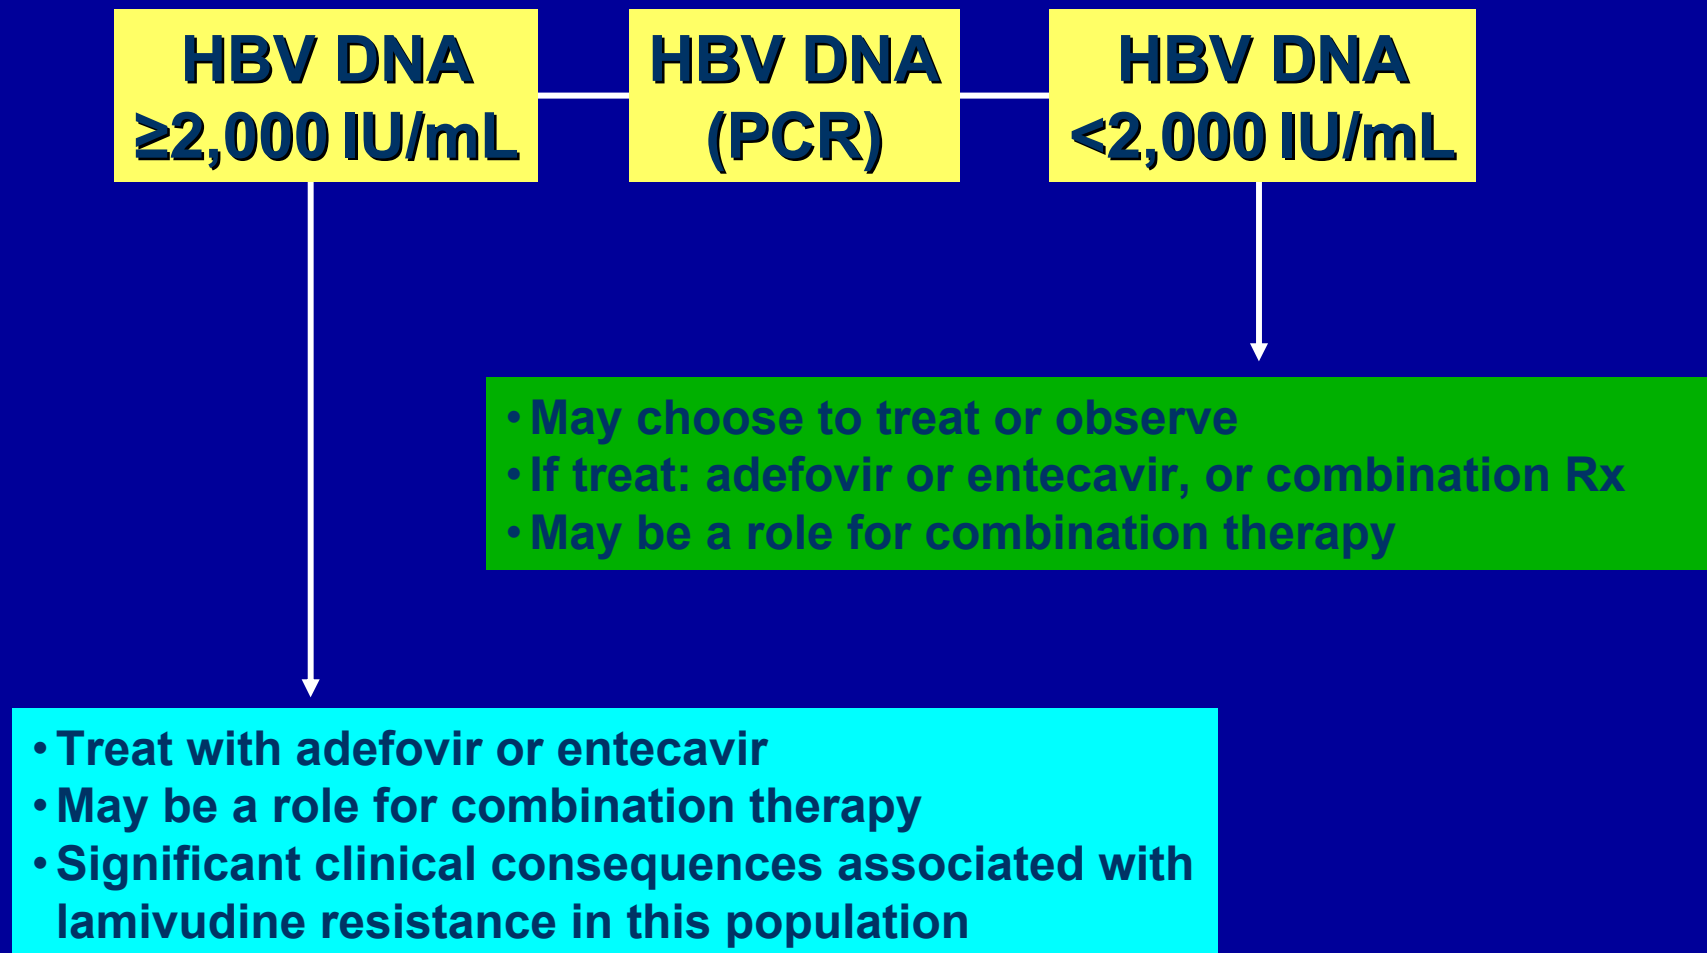 HBV DNA
≥2,000 IU/mL
HBV DNA
(PCR)
HBV DNA
<2,000 IU/mL
• May choose to treat or observe
• If treat: adefovir or entecavir, or combination Rx
• May be a role for combination therapy
• Treat with adefovir or entecavir
• May be a role for combination therapy
• Significant clinical consequences associated with
lamivudine resistance in this population